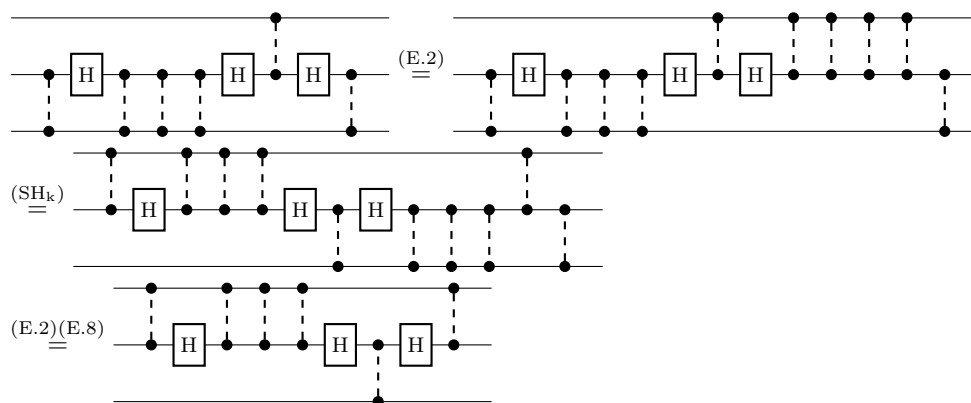 H H H (E.2) = H H H
(SH_k) = H H H
(E.2)(E.8) = H H H